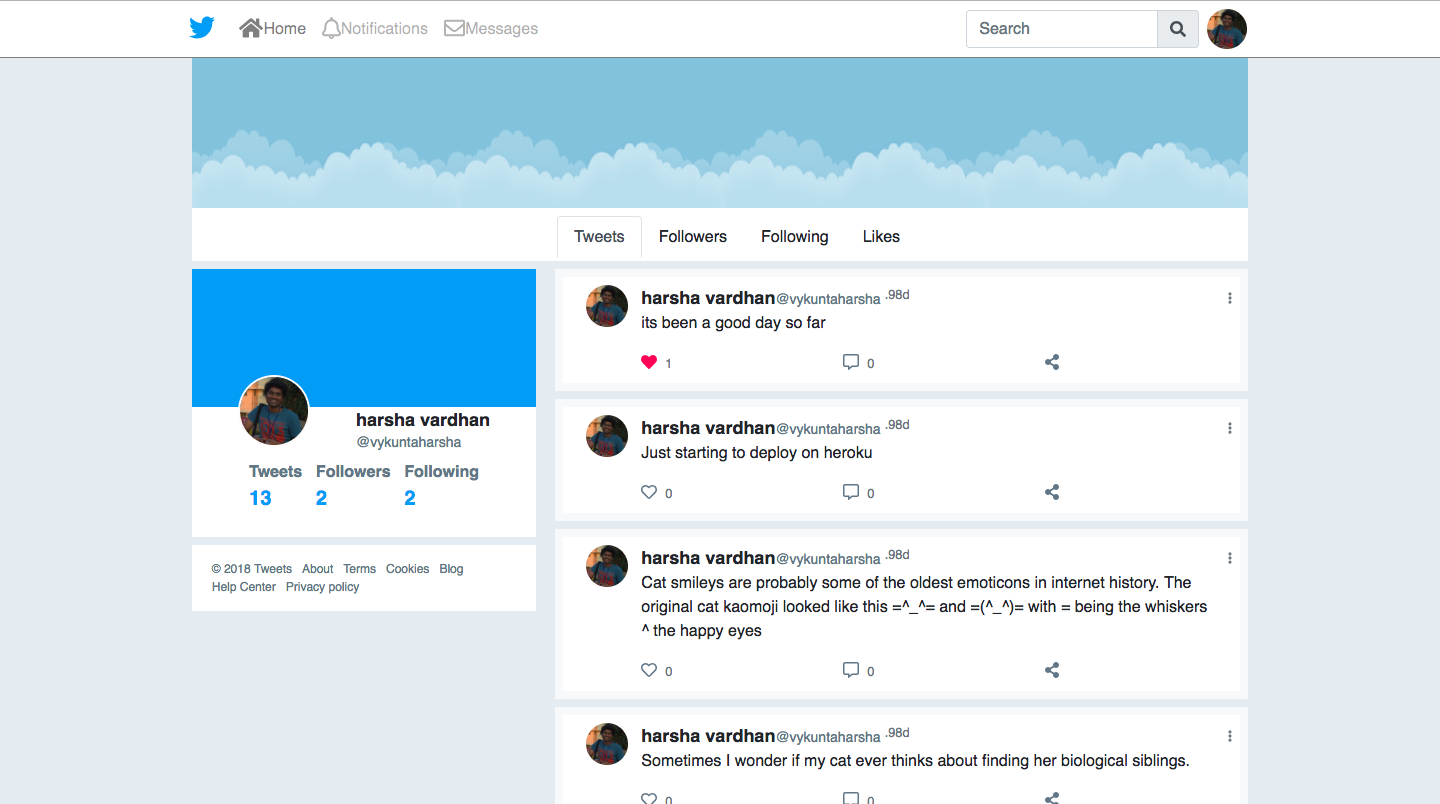 Home Notifications Messages Search
Tweets Followers Following Likes
harsha vardhan
@vykuntaharsha
Tweets Followers Following
13 2 2
© 2018 Tweets About Terms Cookies Blog
Help Center Privacy policy
harsha vardhan@vykuntaharsha .98d
its been a good day so far
1 0
harsha vardhan@vykuntaharsha .98d
Just starting to deploy on heroku
0 0
harsha vardhan@vykuntaharsha .98d
Cat smileys are probably some of the oldest emoticons in internet history. The
original cat kaomoji looked like this =^_^= and =(^_^)= with = being the whiskers
^ the happy eyes
0 0
harsha vardhan@vykuntaharsha .98d
Sometimes I wonder if my cat ever thinks about finding her biological siblings.
0 0